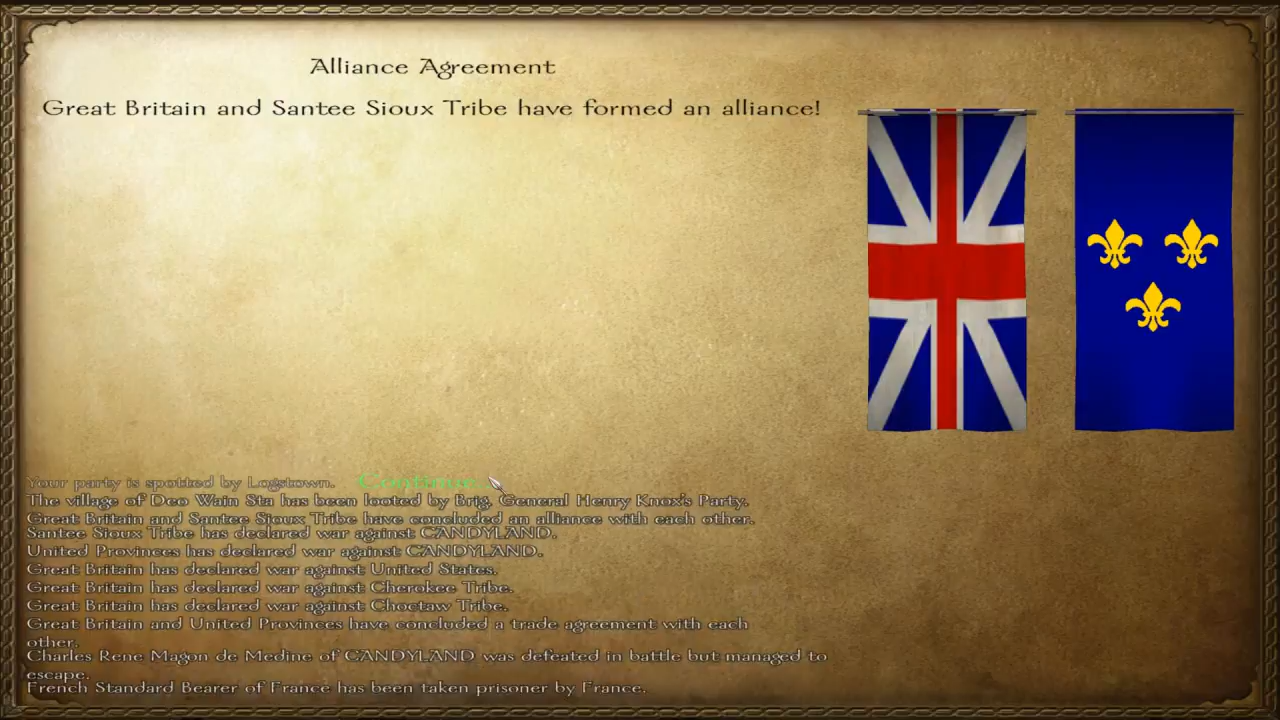 Alliance Agreement
Great Britain and Santee Sioux Tribe have formed an alliance!
Your party is spotted by Logstown.
Continue...
The village of Deo Wain Sta has been looted by Brig. General Henry Knox's Party.
Great Britain and Santee Sioux Tribe have concluded an alliance with each other.
Santee Sioux Tribe has declared war against CANDYLAND.
United Provinces has declared war against CANDYLAND.
Great Britain has declared war against United States.
Great Britain has declared war against Cherokee Tribe.
Great Britain has declared war against Choctaw Tribe.
Great Britain and United Provinces have concluded a trade agreement with each
other.
Charles Rene Magon de Medine of CANDYLAND was defeated in battle but managed to
escape.
French Standard Bearer of France has been taken prisoner by France.